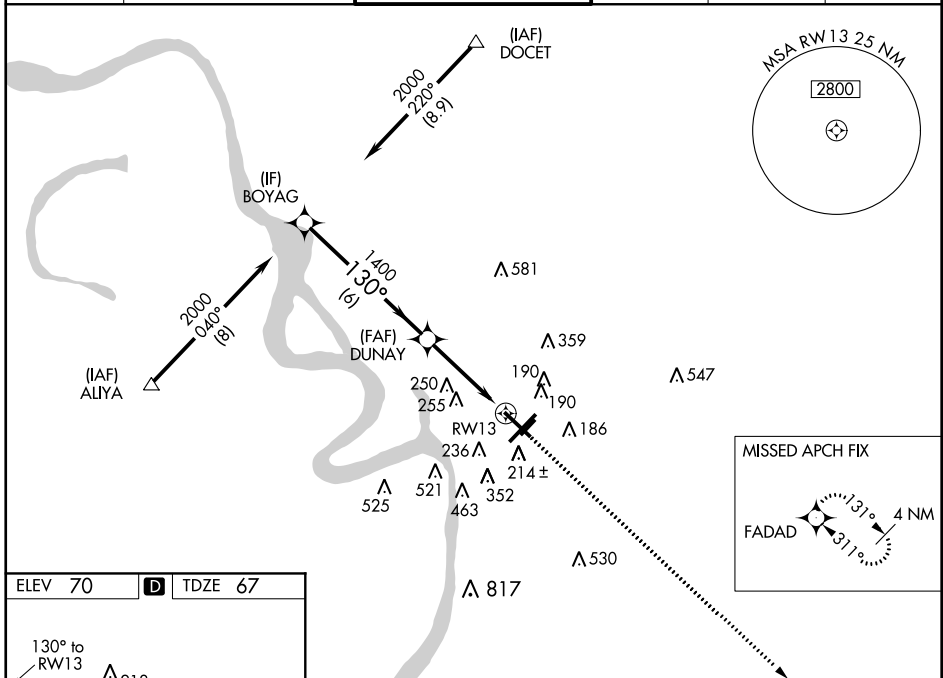 (IAF)
DOCET
2000
220°
(8.9)
MSA RW13 25 NM
2800
(IF)
BOYAG
1400
130°
(6)
581
2000
040°
(8)
(IAF)
ALIYA
(FAF)
DUNAY
359
547
190
190
250
255
RW13
186
236
214 ±
521
352
525
463
530
817
MISSED APCH FIX
131°
4 NM
FADAD
311°
ELEV 70
D
TDZE 67
130° to
RW13